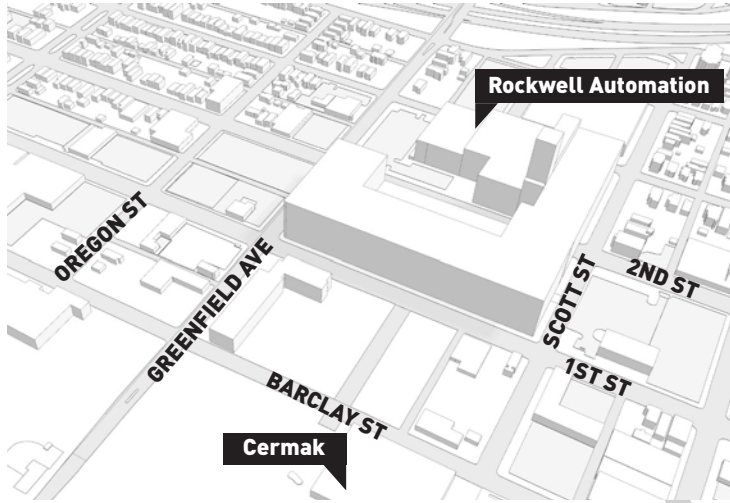 Rockwell Automation
OREGON ST
GREENFIELD AVE
SCOTT ST
2ND ST
BARCLAY ST
1ST ST
Cermak